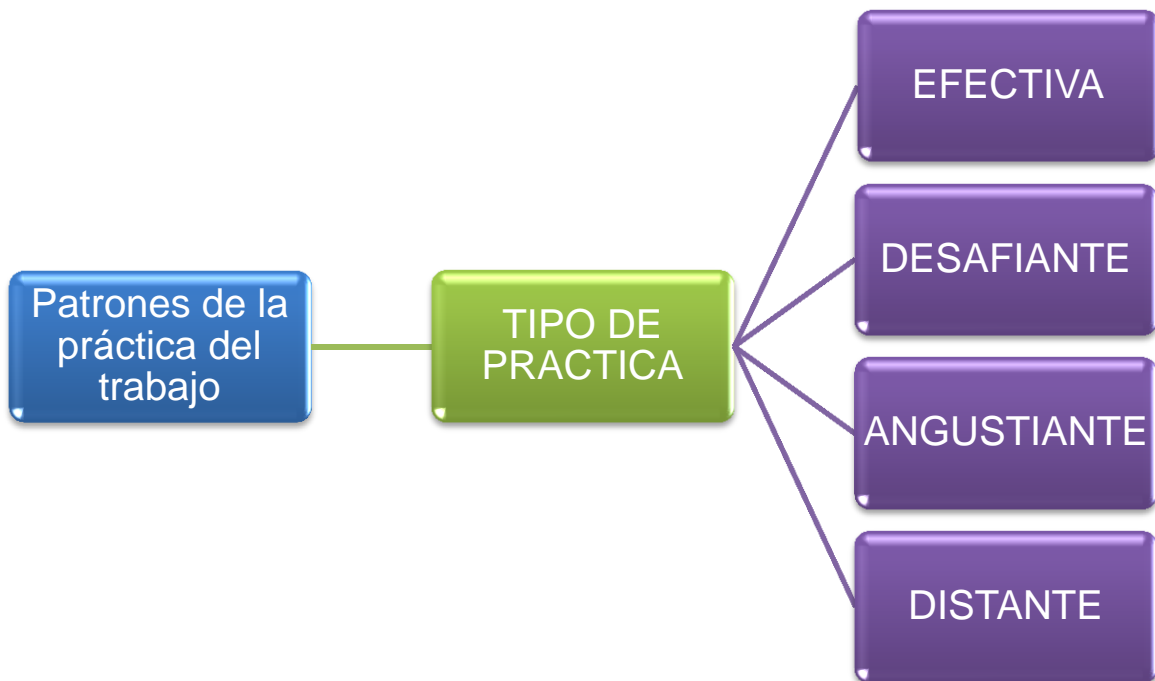 Patrones de la
práctica del
trabajo
TIPO DE
PRACTICA
EFECTIVA
DESAFIANTE
ANGUSTIANTE
DISTANTE